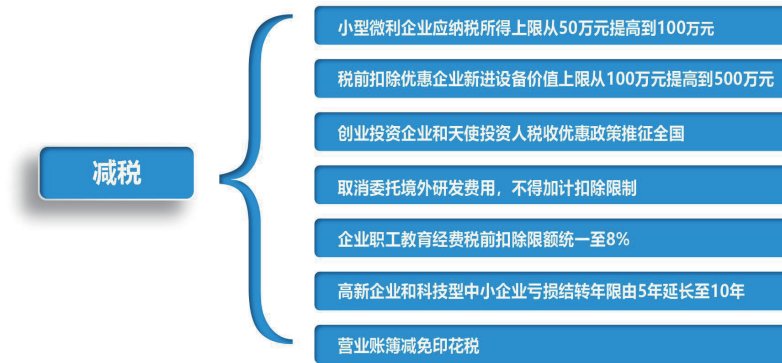 小型微利企业应纳税所得上限从50万元提高到100万元
税前扣除优惠企业新进设备价值上限从100万元提高到500万元
创业投资企业和天使投资人税收优惠政策推征全国
减税
取消委托境外研发费用，不得加计扣除限制
企业职工教育经费税前扣除限额统一至8%
高新企业和科技型中小企业亏损结转年限由5年延长至10年
营业账簿减免印花税